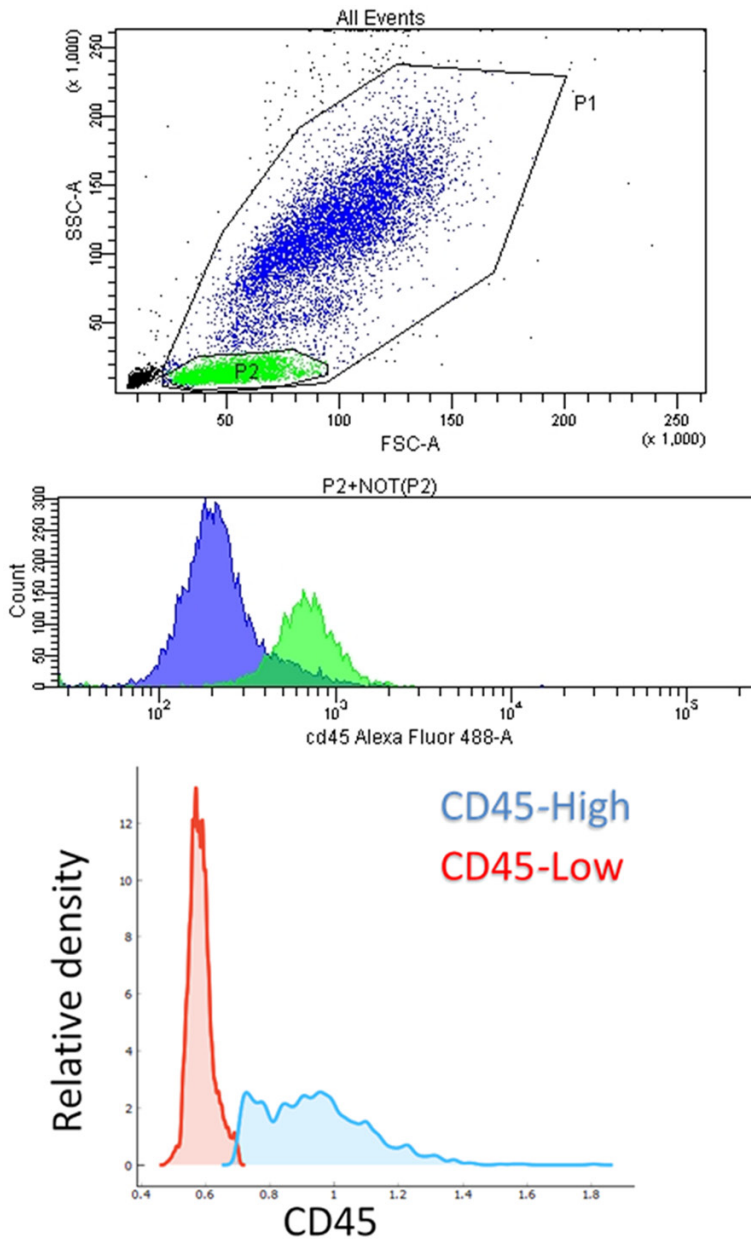 All Events
(x 1,000)
250
200
150
100
50
SSC-A
P1
P2
50 100 150 200 250
FSC-A
(x 1,000)
P2+NOT(P2)
300
250
200
150
100
50
0
Count
10² 10³ 10⁴ 10⁵
cd45 Alexa Fluor 488-A
CD45-High
CD45-Low
12
10
8
6
4
2
0
Relative density
0.4 0.6 0.8 1 1.2 1.4 1.6 1.8
CD45